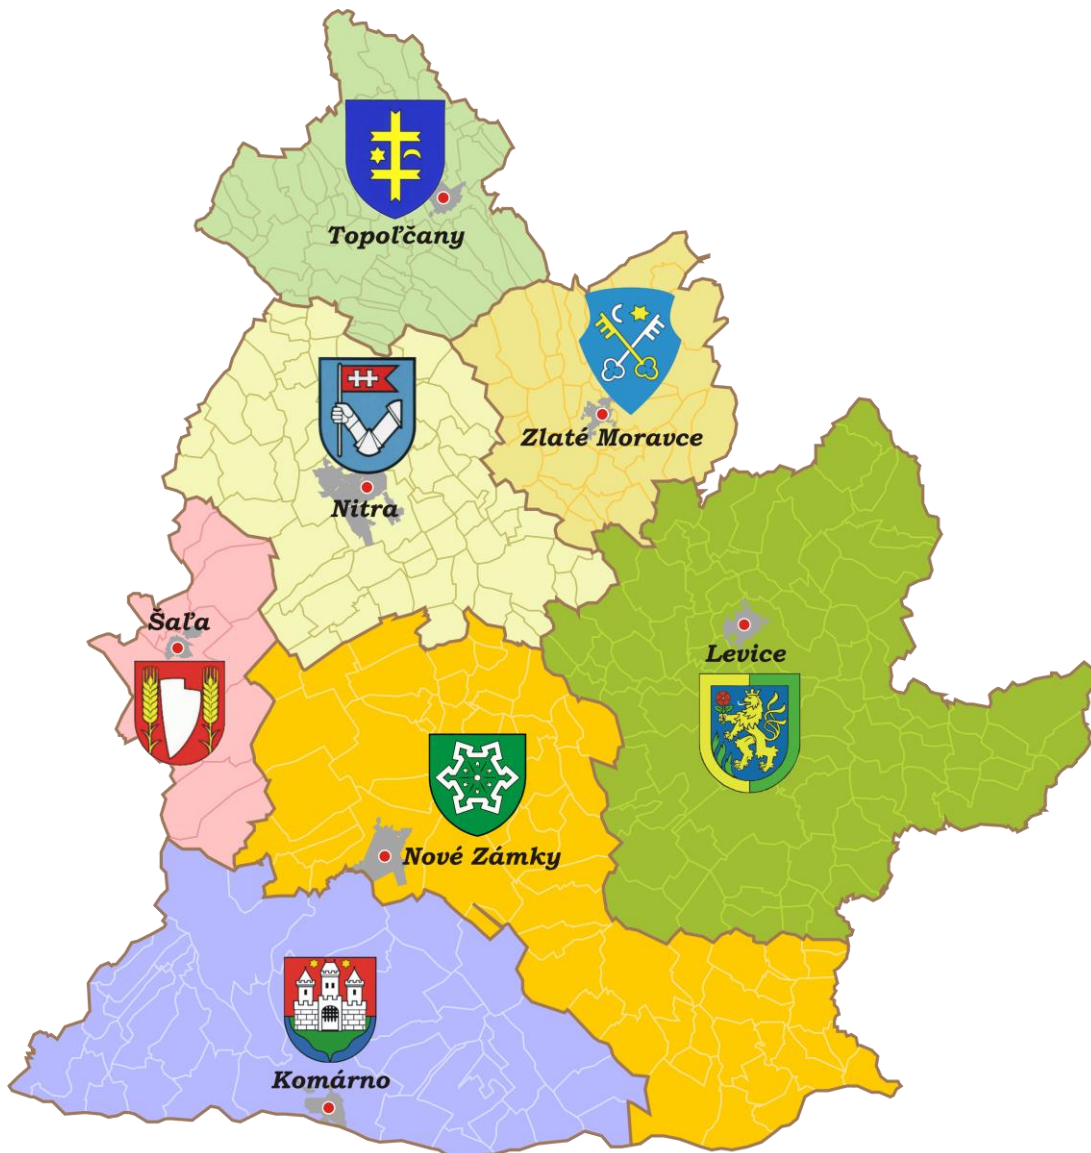 Topoľčany
Zlaté Moravce
Nitra
Šaľa
Levice
Nové Zámky
Komárno